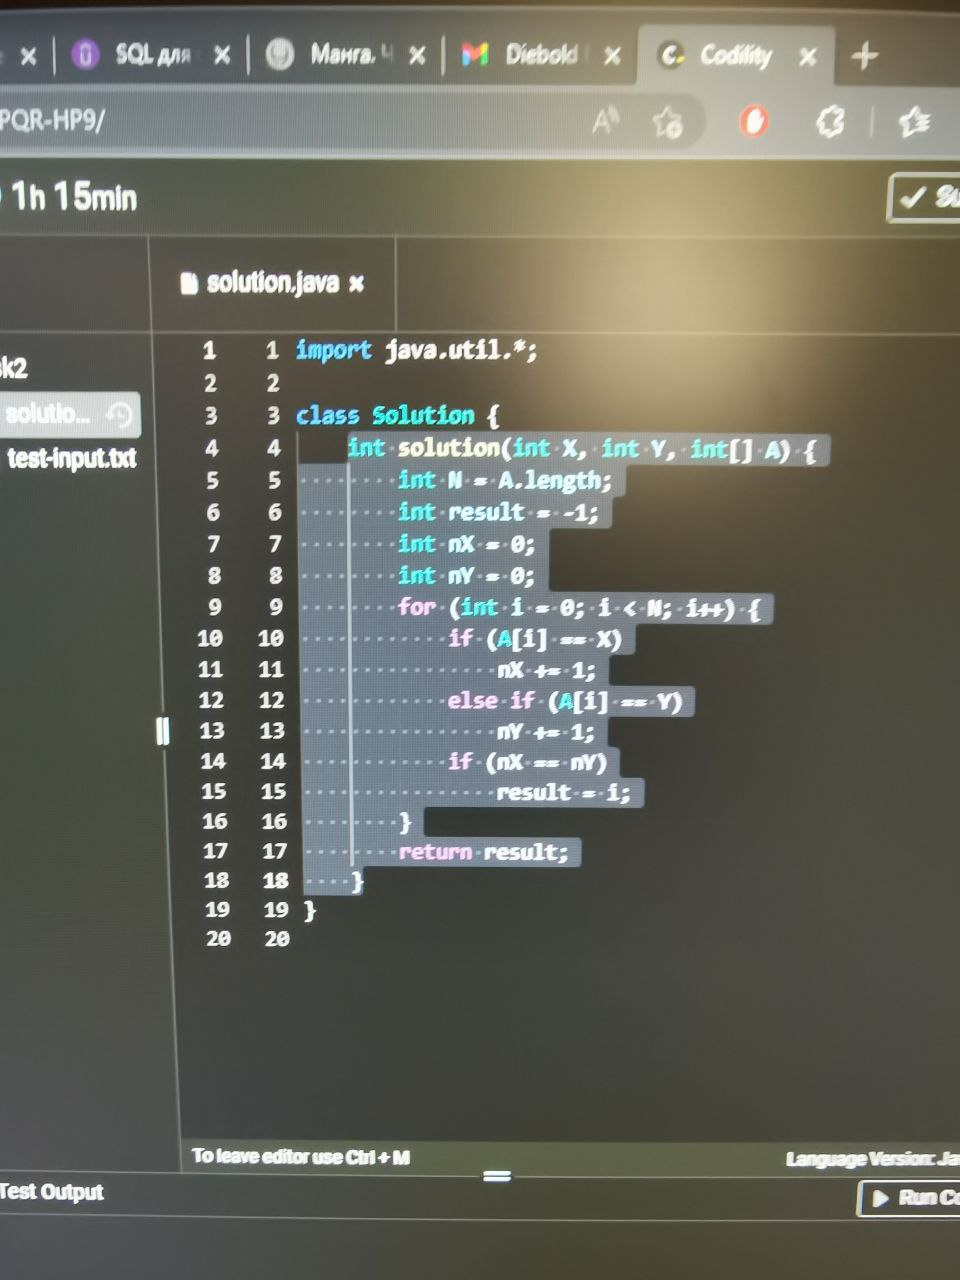 SQL для
Манга. Ч
Diebold
Codility
PQR-HP9/
1h 15min
solution.java
1 1 import java.util.*;
2 2
3 3 class Solution {
4 4 int solution(int X, int Y, int[] A) {
5 5 int N = A.length;
6 6 int result = -1;
7 7 int nX = 0;
8 8 int nY = 0;
9 9 for (int i = 0; i < N; i++) {
10 10 if (A[i] == X)
11 11 nX += 1;
12 12 else if (A[i] == Y)
13 13 nY += 1;
14 14 if (nX == nY)
15 15 result = i;
16 16 }
17 17 return result;
18 18 }
19 19 }
20 20
sk2
solutio...
test-input.txt
To leave editor use Ctrl + M
Language Version: Ja
Test Output
Run Co